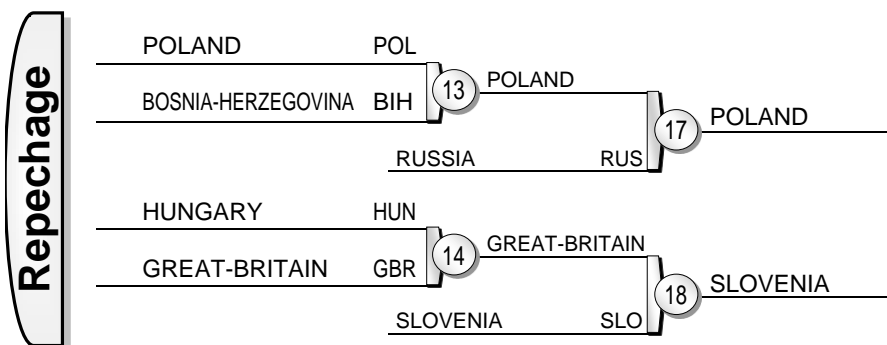 Repechage
POLAND POL
BOSNIA-HERZEGOVINA BIH
13
POLAND
RUSSIA RUS
17
POLAND
HUNGARY HUN
GREAT-BRITAIN GBR
14
GREAT-BRITAIN
SLOVENIA SLO
18
SLOVENIA